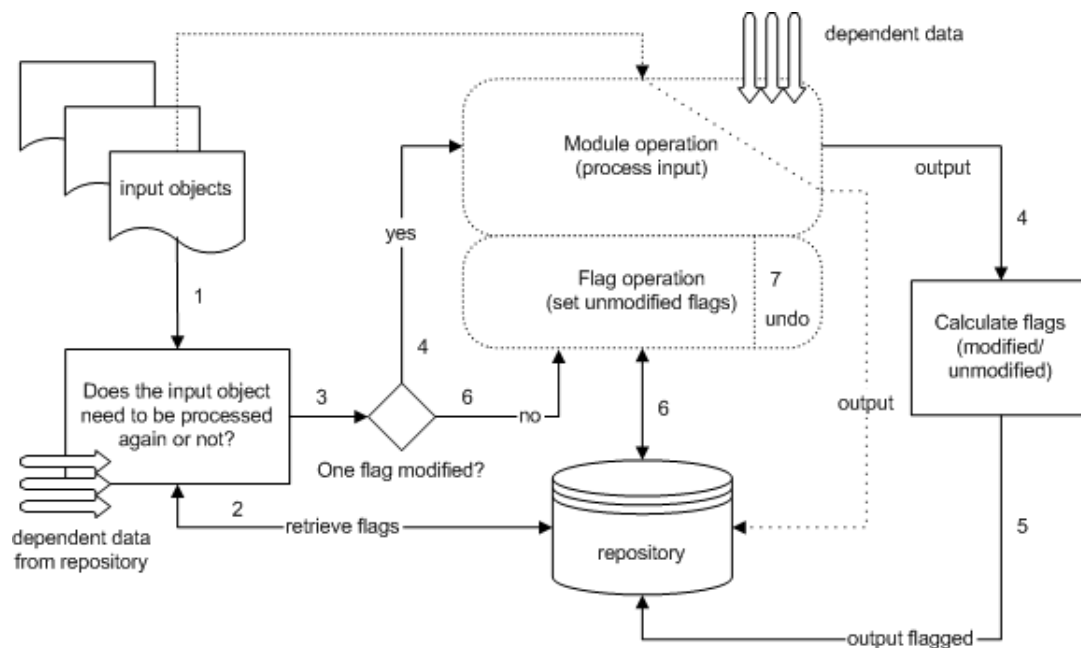 dependent data
input objects
Module operation
(process input)
output
4
yes
1
Flag operation
(set unmodified flags)
7
undo
Calculate flags
(modified/
unmodified)
Does the input object
need to be processed
again or not?
3
4
6
no
6
output
One flag modified?
2
retrieve flags
dependent data
from repository
repository
5
output flagged